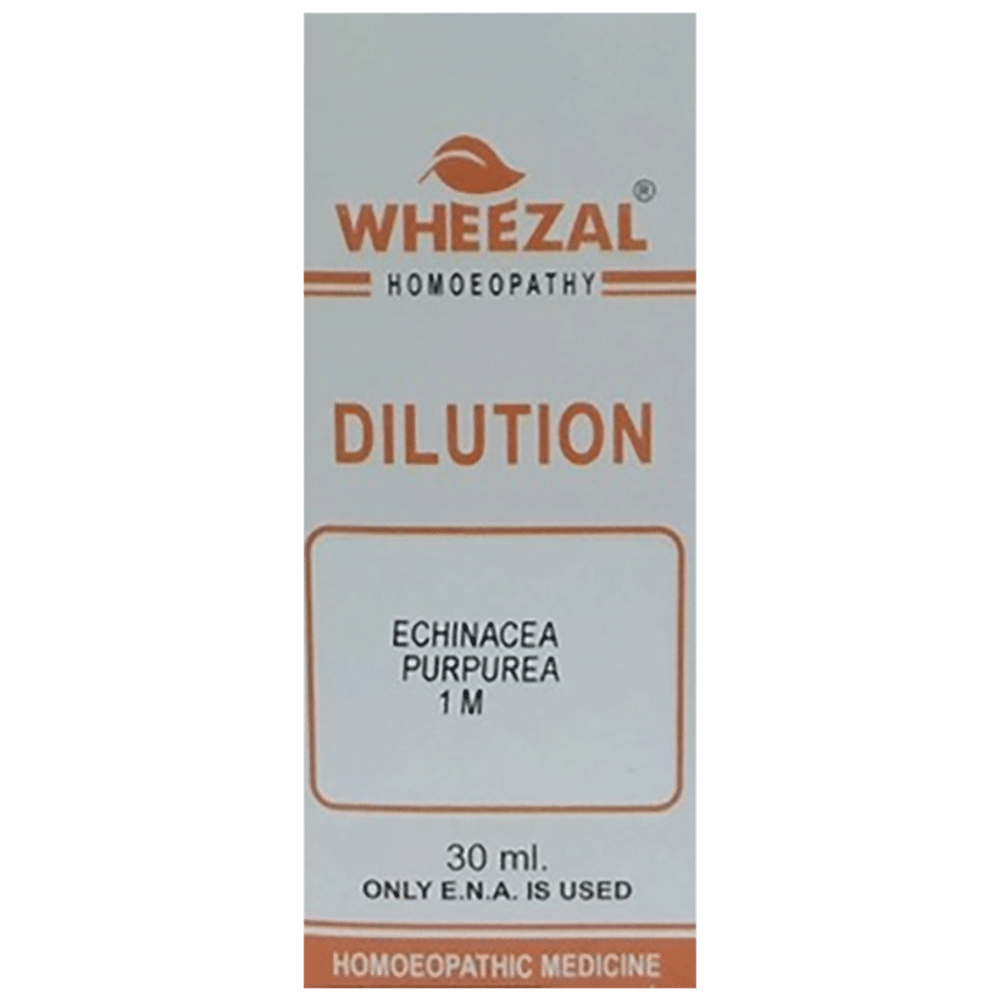 WHEEZAL®
HOMOEOPATHY
DILUTION
ECHINACEA
PURPUREA
1 M
30 ml.
ONLY E.N.A. IS USED
HOMOEOPATHIC MEDICINE